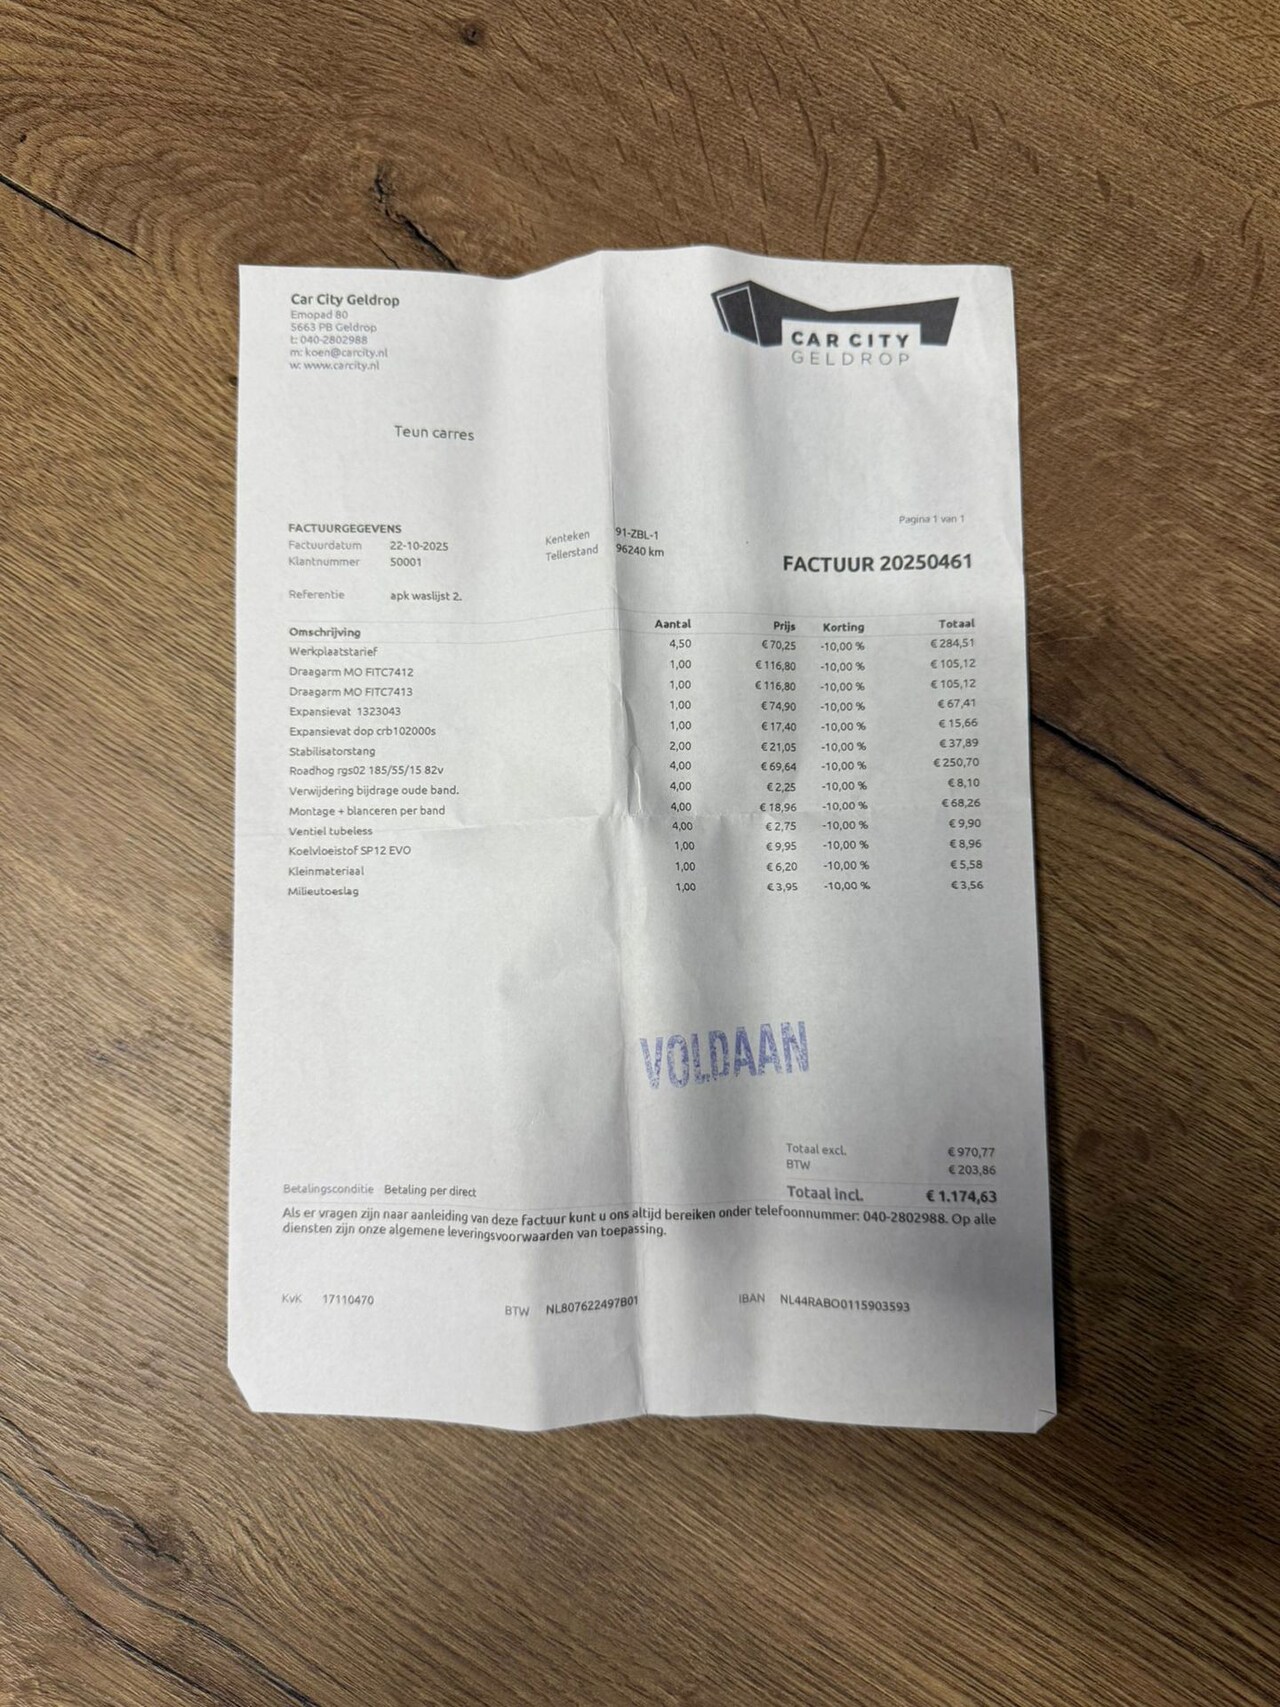 Car City Geldrop
Emopad 80
5663 PB Geldrop
t: 040-2802988
m: koen@carcity.nl
w: www.carcity.nl
CAR CITY
GELDROP
Teun carres
Pagina 1 van 1
FACTUURGEGEVENS
Factuurdatum 22-10-2025 Kenteken 91-ZBL-1
Klantnummer 50001 Tellerstand 96240 km
FACTUUR 20250461
Referentie apk waslijst 2.
Omschrijving Aantal Prijs Korting Totaal
Werkplaatstarief 4,50 € 70,25 -10,00 % € 284,51
Draagarm MO FITC7412 1,00 € 116,80 -10,00 % € 105,12
Draagarm MO FITC7413 1,00 € 116,80 -10,00 % € 105,12
Expansievat 1323043 1,00 € 74,90 -10,00 % € 67,41
Expansievat dop crb102000s 1,00 € 17,40 -10,00 % € 15,66
Stabilisatorstang 2,00 € 21,05 -10,00 % € 37,89
Roadhog rgs02 185/55/15 82v 4,00 € 69,64 -10,00 % € 250,70
Verwijdering bijdrage oude band. 4,00 € 2,25 -10,00 % € 8,10
Montage + blanceren per band 4,00 € 18,96 -10,00 % € 68,26
Ventiel tubeless 4,00 € 2,75 -10,00 % € 9,90
Koelvloeistof SP12 EVO 1,00 € 9,95 -10,00 % € 8,96
Kleinmateriaal 1,00 € 6,20 -10,00 % € 5,58
Milieutoeslag 1,00 € 3,95 -10,00 % € 3,56
VOLDAAN
Totaal excl. € 970,77
BTW € 203,86
Betalingsconditie Betaling per direct Totaal incl. € 1.174,63
Als er vragen zijn naar aanleiding van deze factuur kunt u ons altijd bereiken onder telefoonnummer: 040-2802988. Op alle
diensten zijn onze algemene leveringsvoorwaarden van toepassing.
KvK 17110470 BTW NL807622497B01 IBAN NL44RABO0115903593